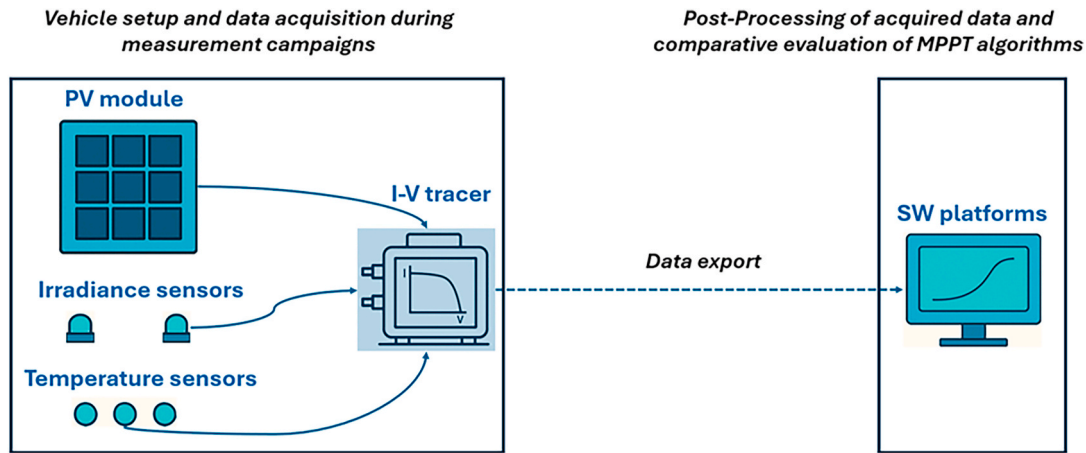 Vehicle setup and data acquisition during
measurement campaigns
Post-Processing of acquired data and
comparative evaluation of MPPT algorithms
PV module
I-V tracer
I
V
Irradiance sensors
Temperature sensors
Data export
SW platforms